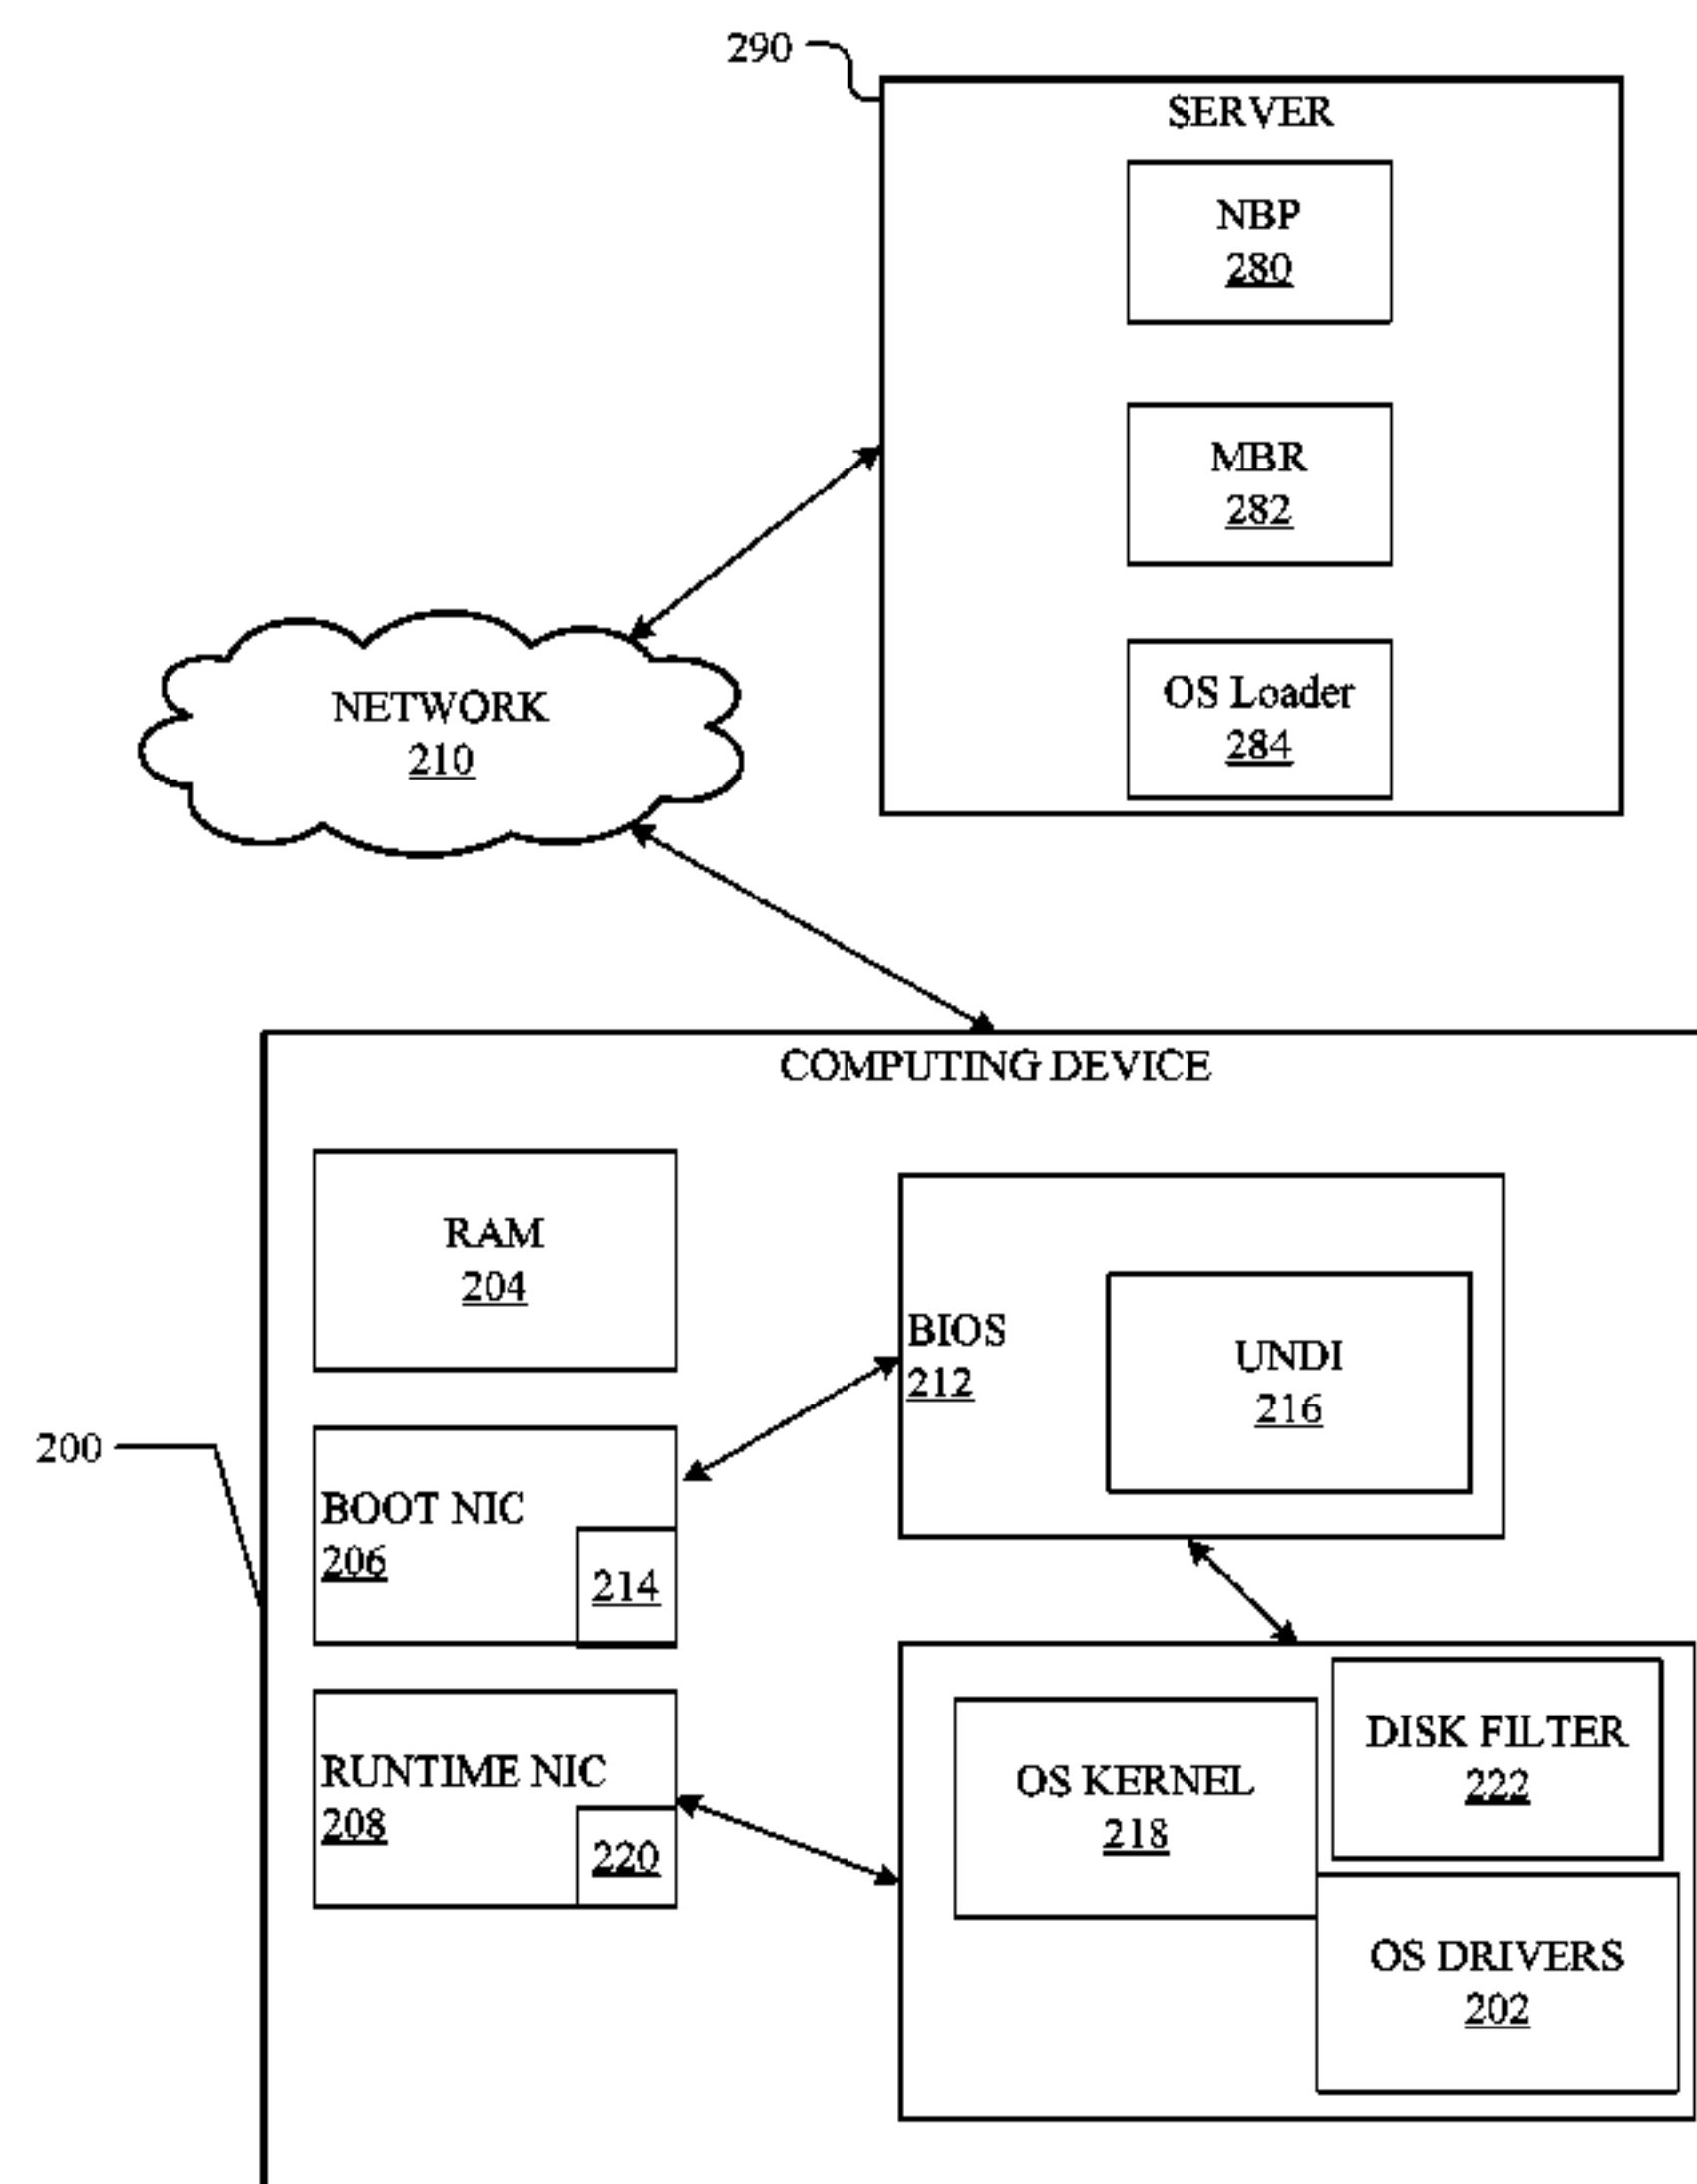 290
SERVER
NBP
280
MBR
282
OS Loader
284
NETWORK
210
COMPUTING DEVICE
RAM
204
BIOS
212
UNDI
216
200
BOOT NIC
206
214
RUNTIME NIC
208
220
OS KERNEL
218
DISK FILTER
222
OS DRIVERS
202